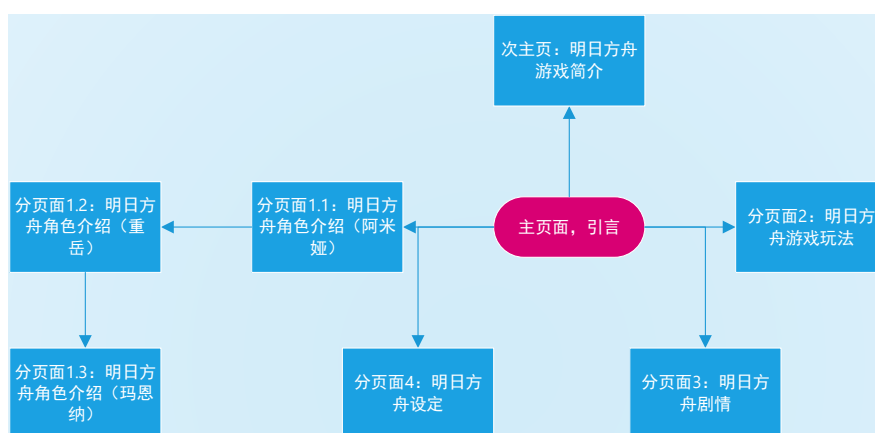 次主页：明日方舟
游戏简介
分页面1.2：明日方
舟角色介绍（重
岳）
分页面1.1：明日方
舟角色介绍（阿米
娅）
主页面，引言
分页面2：明日方
舟游戏玩法
分页面1.3：明日方
舟角色介绍（玛恩
纳）
分页面4：明日方
舟设定
分页面3：明日方
舟剧情